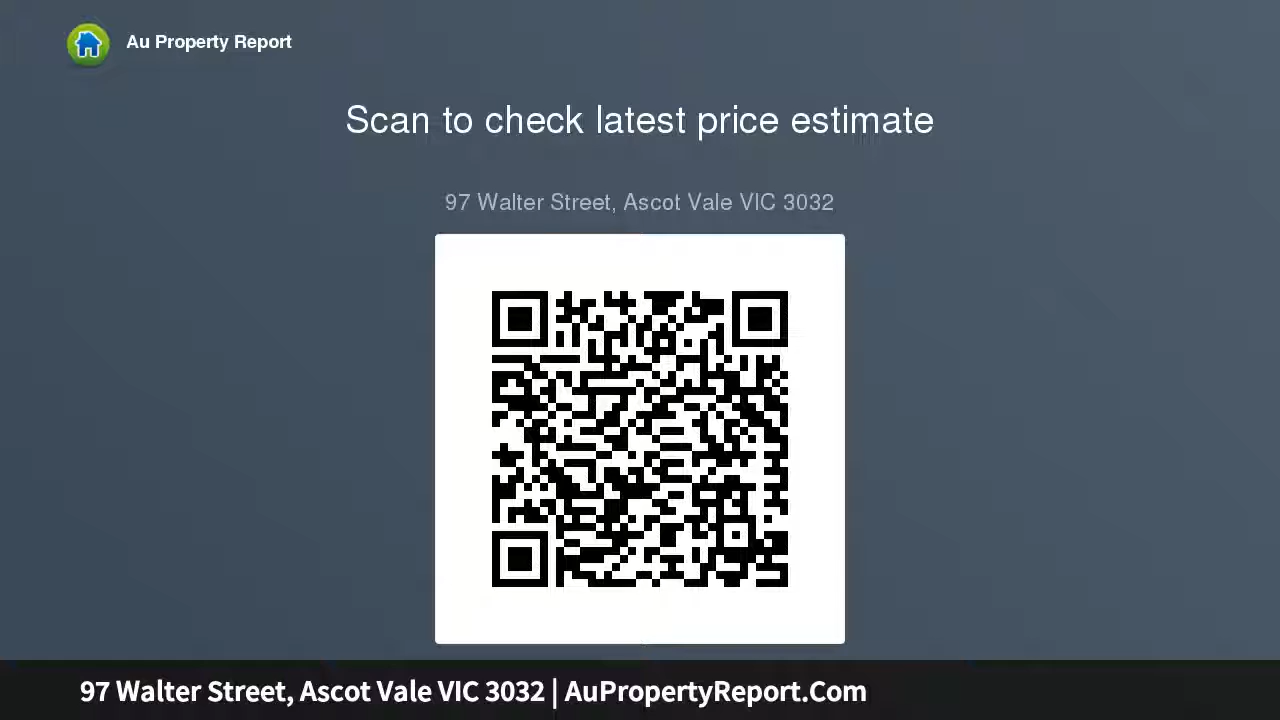 Au Property Report
Scan to check latest price estimate
97 Walter Street, Ascot Vale VIC 3032
97 Walter Street, Ascot Vale VIC 3032 | AuPropertyReport.Com